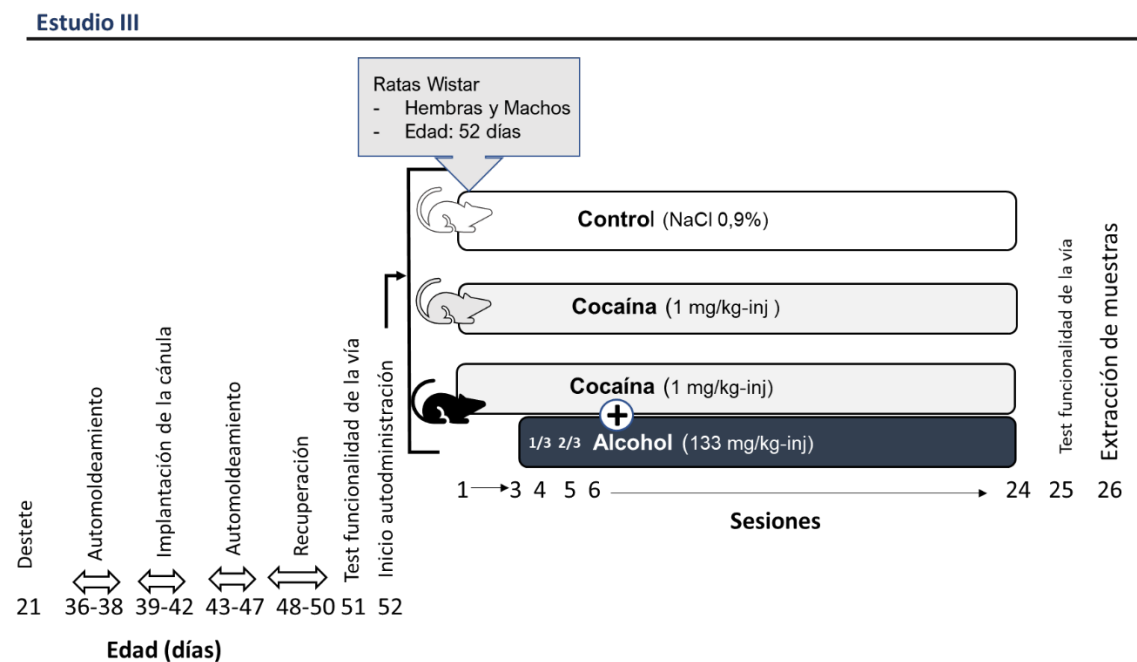 Estudio III
Ratas Wistar
- Hembras y Machos
- Edad: 52 días
Control (NaCl 0,9%)
Cocaína (1 mg/kg-inj )
Cocaína (1 mg/kg-inj)
+
1/3 2/3 Alcohol (133 mg/kg-inj)
1 3 4 5 6 24 25 26
Sesiones
Test funcionalidad de la vía
Extracción de muestras
Destete
Automoldeamiento
Implantación de la cánula
Automoldeamiento
Recuperación
Test funcionalidad de la vía
Inicio autodministración
21 36-38 39-42 43-47 48-50 51 52
Edad (días)